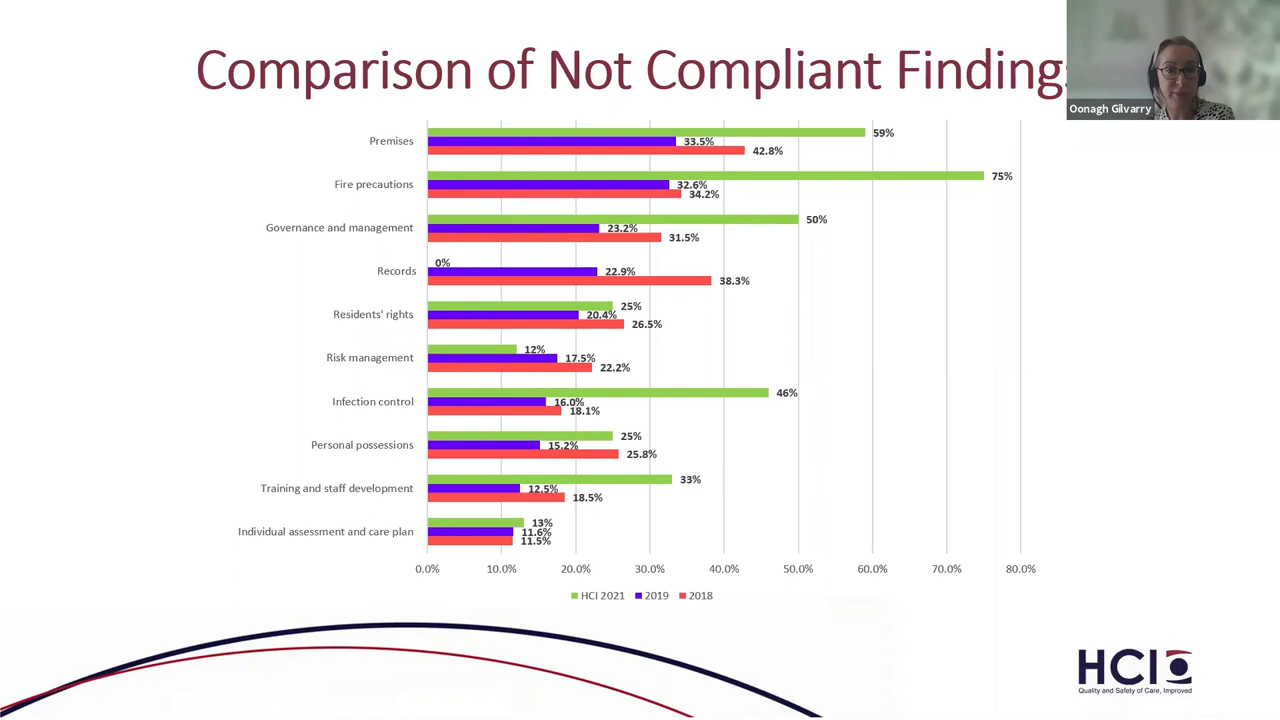 Comparison of Not Compliant Finding
Oonagh Gilvarry
Premises
59%
33.5%
42.8%
Fire precautions
75%
32.6%
34.2%
Governance and management
50%
23.2%
31.5%
Records
0%
22.9%
38.3%
Residents' rights
25%
20.4%
26.5%
Risk management
12%
17.5%
22.2%
Infection control
46%
16.0%
18.1%
Personal possessions
25%
15.2%
25.8%
Training and staff development
33%
12.5%
18.5%
Individual assessment and care plan
13%
11.6%
11.5%
0.0% 10.0% 20.0% 30.0% 40.0% 50.0% 60.0% 70.0% 80.0%
HCI 2021 2019 2018
HCI
Quality and Safety of Care, Improved